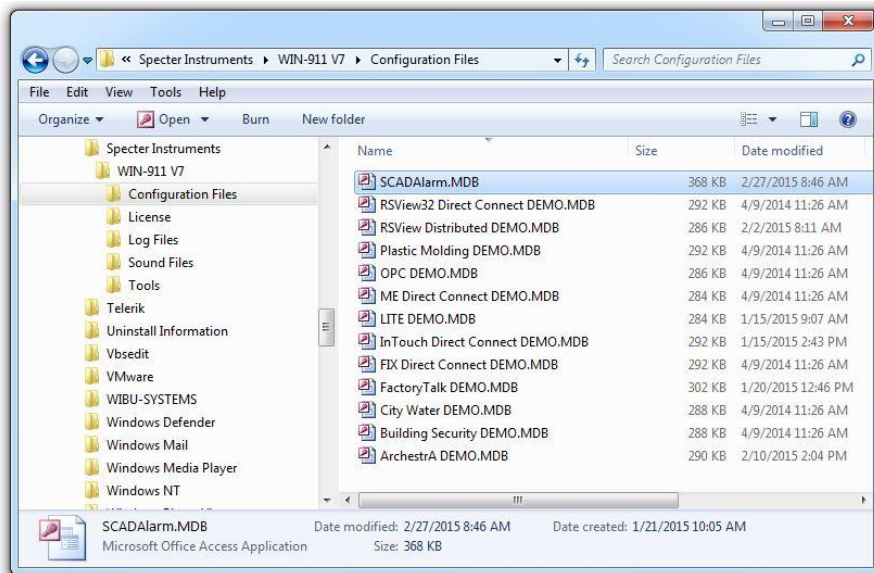 « Specter Instruments ▸ WIN-911 V7 ▸ Configuration Files
Search Configuration Files
File Edit View Tools Help
Organize Open Burn New folder
Specter Instruments
WIN-911 V7
Configuration Files
License
Log Files
Sound Files
Tools
Telerik
Uninstall Information
Vbsedit
VMware
WIBU-SYSTEMS
Windows Defender
Windows Mail
Windows Media Player
Windows NT
Name Size Date modified
SCADAlarm.MDB 368 KB 2/27/2015 8:46 AM
RSView32 Direct Connect DEMO.MDB 292 KB 4/9/2014 11:26 AM
RSView Distributed DEMO.MDB 286 KB 2/2/2015 8:11 AM
Plastic Molding DEMO.MDB 292 KB 4/9/2014 11:26 AM
OPC DEMO.MDB 286 KB 4/9/2014 11:26 AM
ME Direct Connect DEMO.MDB 284 KB 4/9/2014 11:26 AM
LITE DEMO.MDB 284 KB 1/15/2015 9:07 AM
InTouch Direct Connect DEMO.MDB 292 KB 1/15/2015 2:43 PM
FIX Direct Connect DEMO.MDB 292 KB 4/9/2014 11:26 AM
FactoryTalk DEMO.MDB 302 KB 1/20/2015 12:46 PM
City Water DEMO.MDB 288 KB 4/9/2014 11:26 AM
Building Security DEMO.MDB 288 KB 4/9/2014 11:26 AM
ArchestrA DEMO.MDB 290 KB 2/10/2015 2:04 PM
SCADAlarm.MDB Date modified: 2/27/2015 8:46 AM Date created: 1/21/2015 10:05 AM
Microsoft Office Access Application Size: 368 KB